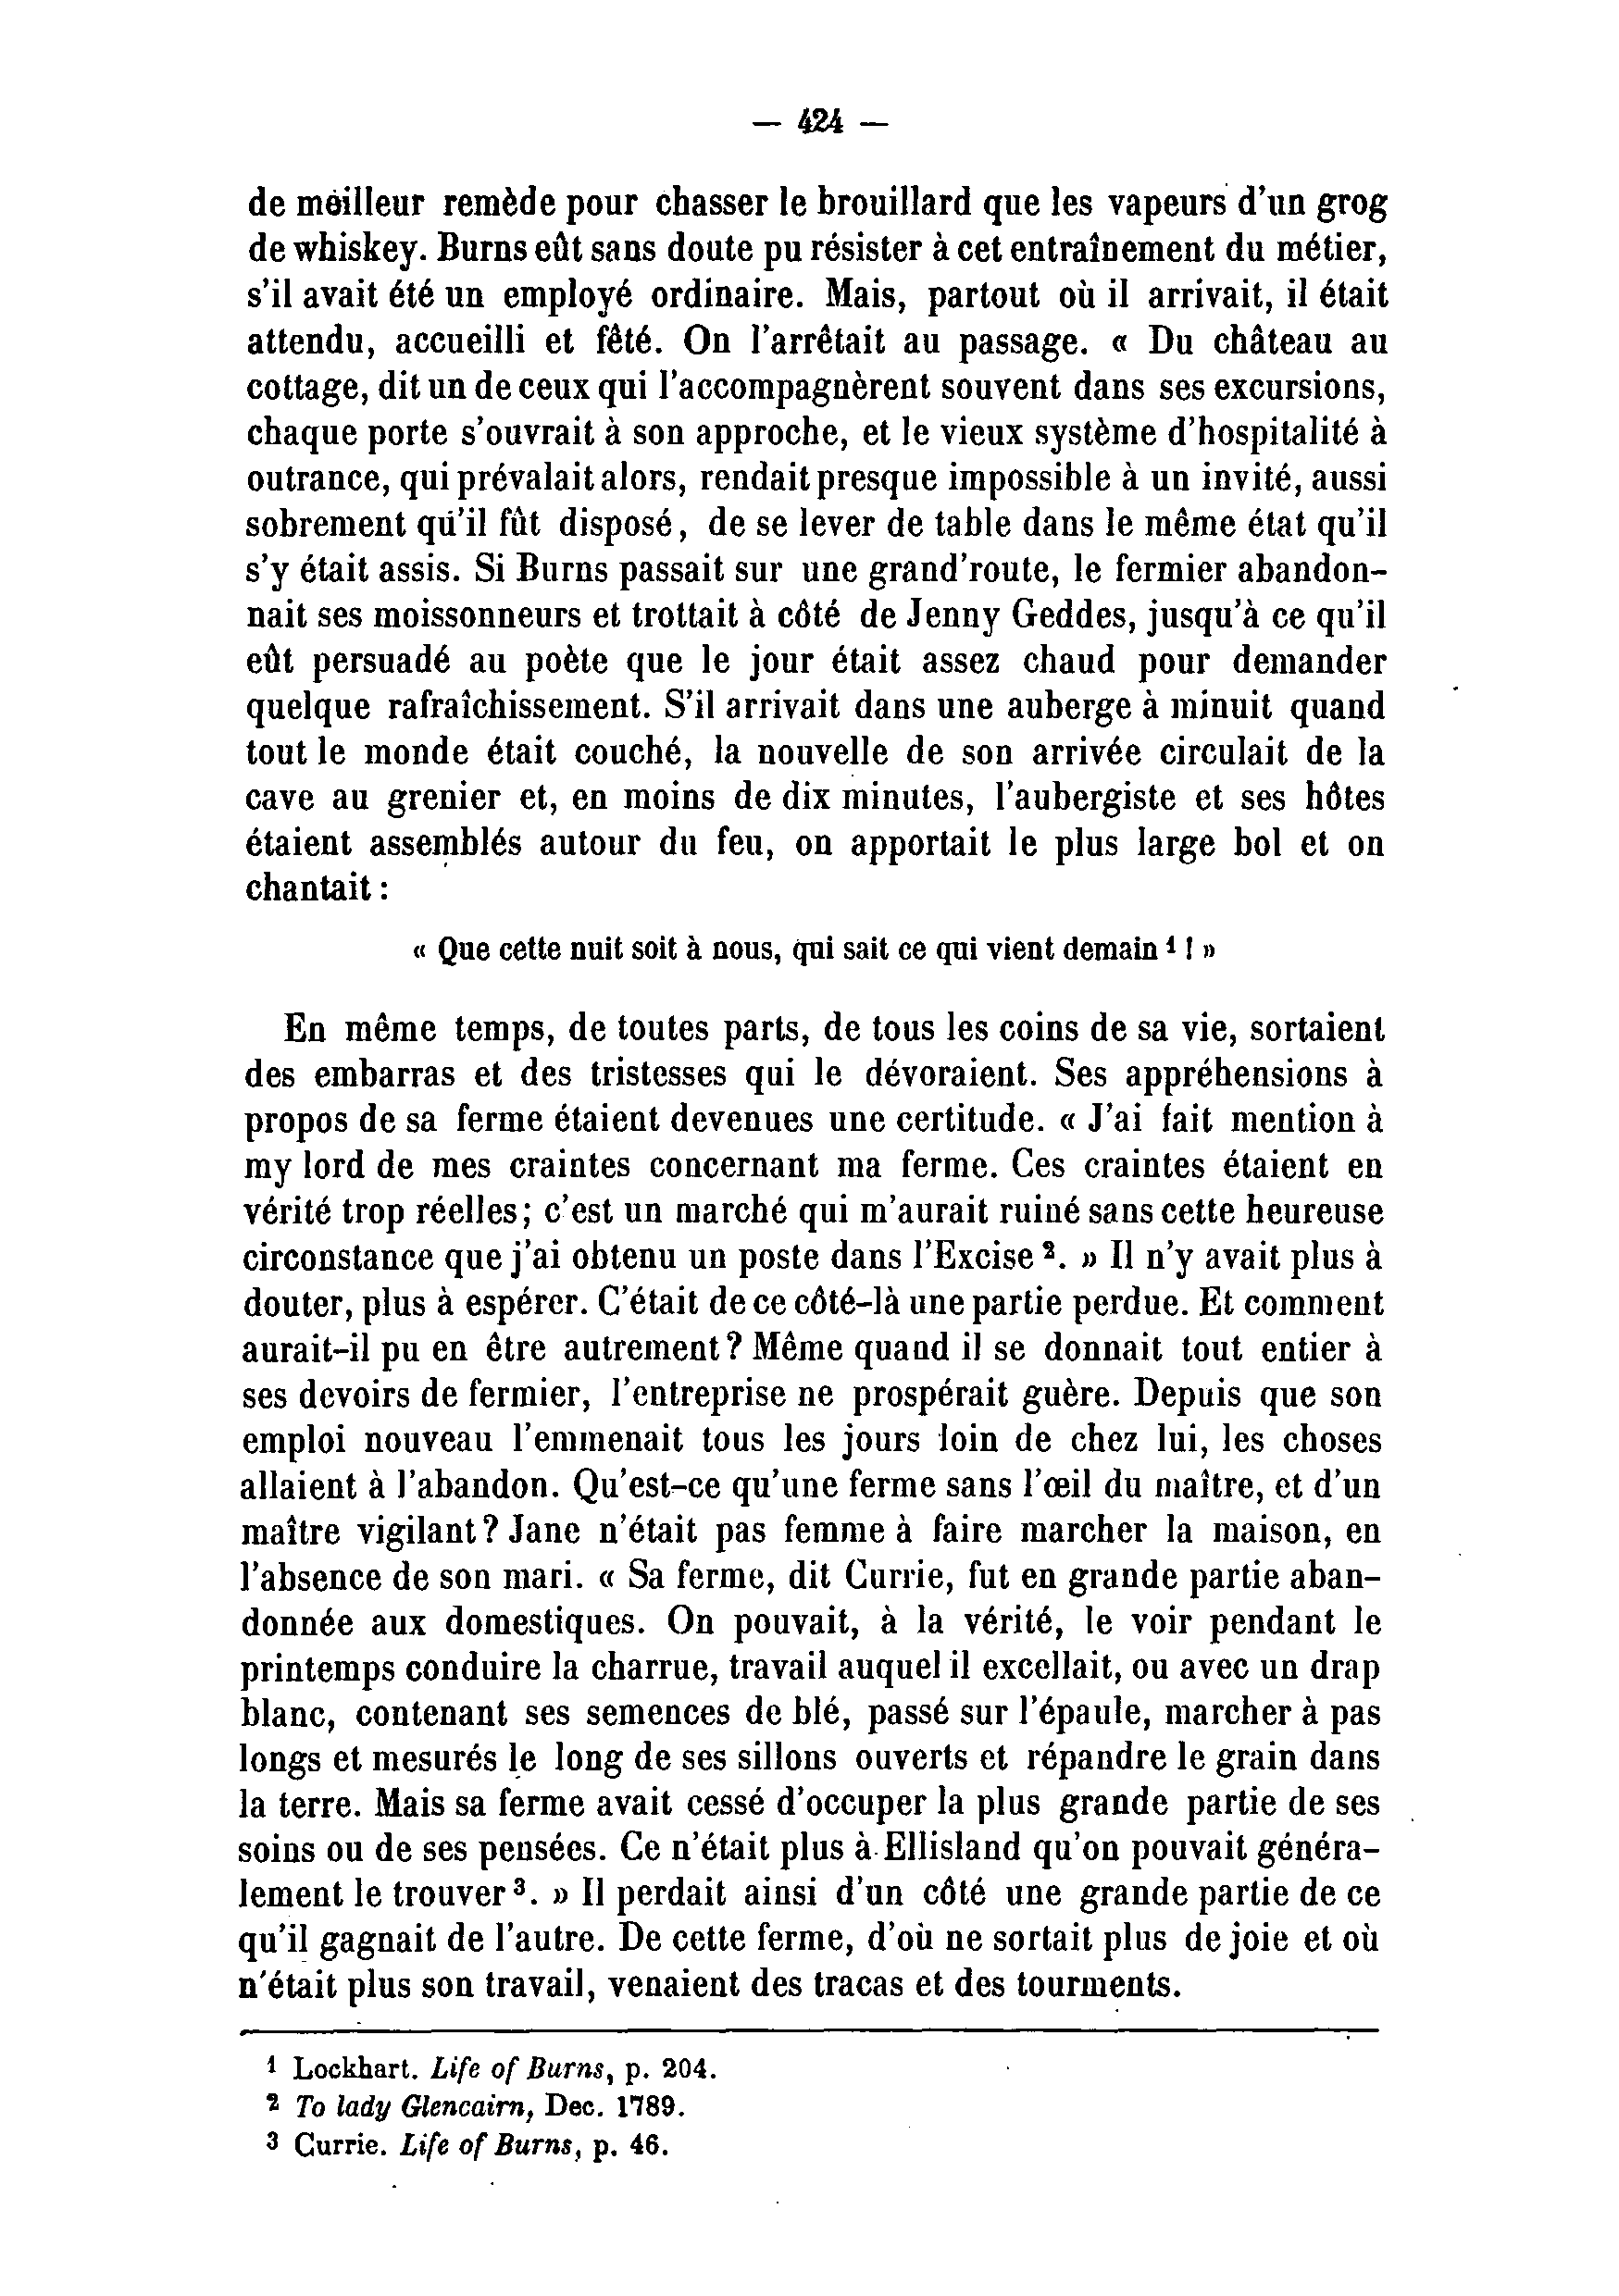 — 424 —
de meilleur remède pour chasser le brouillard que les vapeurs d'un grog
de whiskey. Burns eût sans doute pu résister à cet entraînement du métier,
s'il avait été un employé ordinaire. Mais, partout où il arrivait, il était
attendu, accueilli et fêté. On l'arrêtait au passage. « Du château au
cottage, dit un de ceux qui l'accompagnèrent souvent dans ses excursions,
chaque porte s'ouvrait à son approche, et le vieux système d'hospitalité à
outrance, qui prévalait alors, rendait presque impossible à un invité, aussi
sobrement qu'il fût disposé, de se lever de table dans le même état qu'il
s'y était assis. Si Burns passait sur une grand'route, le fermier abandon-
nait ses moissonneurs et trottait à côté de Jenny Geddes, jusqu'à ce qu'il
eût persuadé au poète que le jour était assez chaud pour demander
quelque rafraîchissement. S'il arrivait dans une auberge à minuit quand
tout le monde était couché, la nouvelle de son arrivée circulait de la
cave au grenier et, en moins de dix minutes, l'aubergiste et ses hôtes
étaient assemblés autour du feu, on apportait le plus large bol et on
chantait :
« Que cette nuit soit à nous, qui sait ce qui vient demain ¹ ! »
En même temps, de toutes parts, de tous les coins de sa vie, sortaient
des embarras et des tristesses qui le dévoraient. Ses appréhensions à
propos de sa ferme étaient devenues une certitude. « J'ai fait mention à
my lord de mes craintes concernant ma ferme. Ces craintes étaient en
vérité trop réelles; c'est un marché qui m'aurait ruiné sans cette heureuse
circonstance que j'ai obtenu un poste dans l'Excise ². » Il n'y avait plus à
douter, plus à espérer. C'était de ce côté-là une partie perdue. Et comment
aurait-il pu en être autrement ? Même quand il se donnait tout entier à
ses devoirs de fermier, l'entreprise ne prospérait guère. Depuis que son
emploi nouveau l'emmenait tous les jours loin de chez lui, les choses
allaient à l'abandon. Qu'est-ce qu'une ferme sans l'œil du maître, et d'un
maître vigilant ? Jane n'était pas femme à faire marcher la maison, en
l'absence de son mari. « Sa ferme, dit Currie, fut en grande partie aban-
donnée aux domestiques. On pouvait, à la vérité, le voir pendant le
printemps conduire la charrue, travail auquel il excellait, ou avec un drap
blanc, contenant ses semences de blé, passé sur l'épaule, marcher à pas
longs et mesurés le long de ses sillons ouverts et répandre le grain dans
la terre. Mais sa ferme avait cessé d'occuper la plus grande partie de ses
soins ou de ses pensées. Ce n'était plus à Ellisland qu'on pouvait généra-
lement le trouver ³. » Il perdait ainsi d'un côté une grande partie de ce
qu'il gagnait de l'autre. De cette ferme, d'où ne sortait plus de joie et où
n'était plus son travail, venaient des tracas et des tourments.
¹ Lockhart. Life of Burns, p. 204.
² To lady Glencairn, Dec. 1789.
³ Currie. Life of Burns, p. 46.